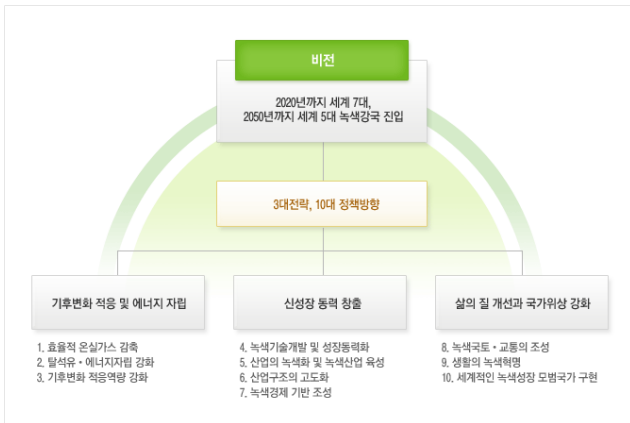 비전
2020년까지 세계 7대,
2050년까지 세계 5대 녹색강국 진입
3대전략, 10대 정책방향
기후변화 적응 및 에너지 자립
1. 효율적 온실가스 감축
2. 탈석유・에너지자립 강화
3. 기후변화 적응역량 강화
신성장 동력 창출
4. 녹색기술개발 및 성장동력화
5. 산업의 녹색화 및 녹색산업 육성
6. 산업구조의 고도화
7. 녹색경제 기반 조성
삶의 질 개선과 국가위상 강화
8. 녹색국토・교통의 조성
9. 생활의 녹색혁명
10. 세계적인 녹색성장 모범국가 구현